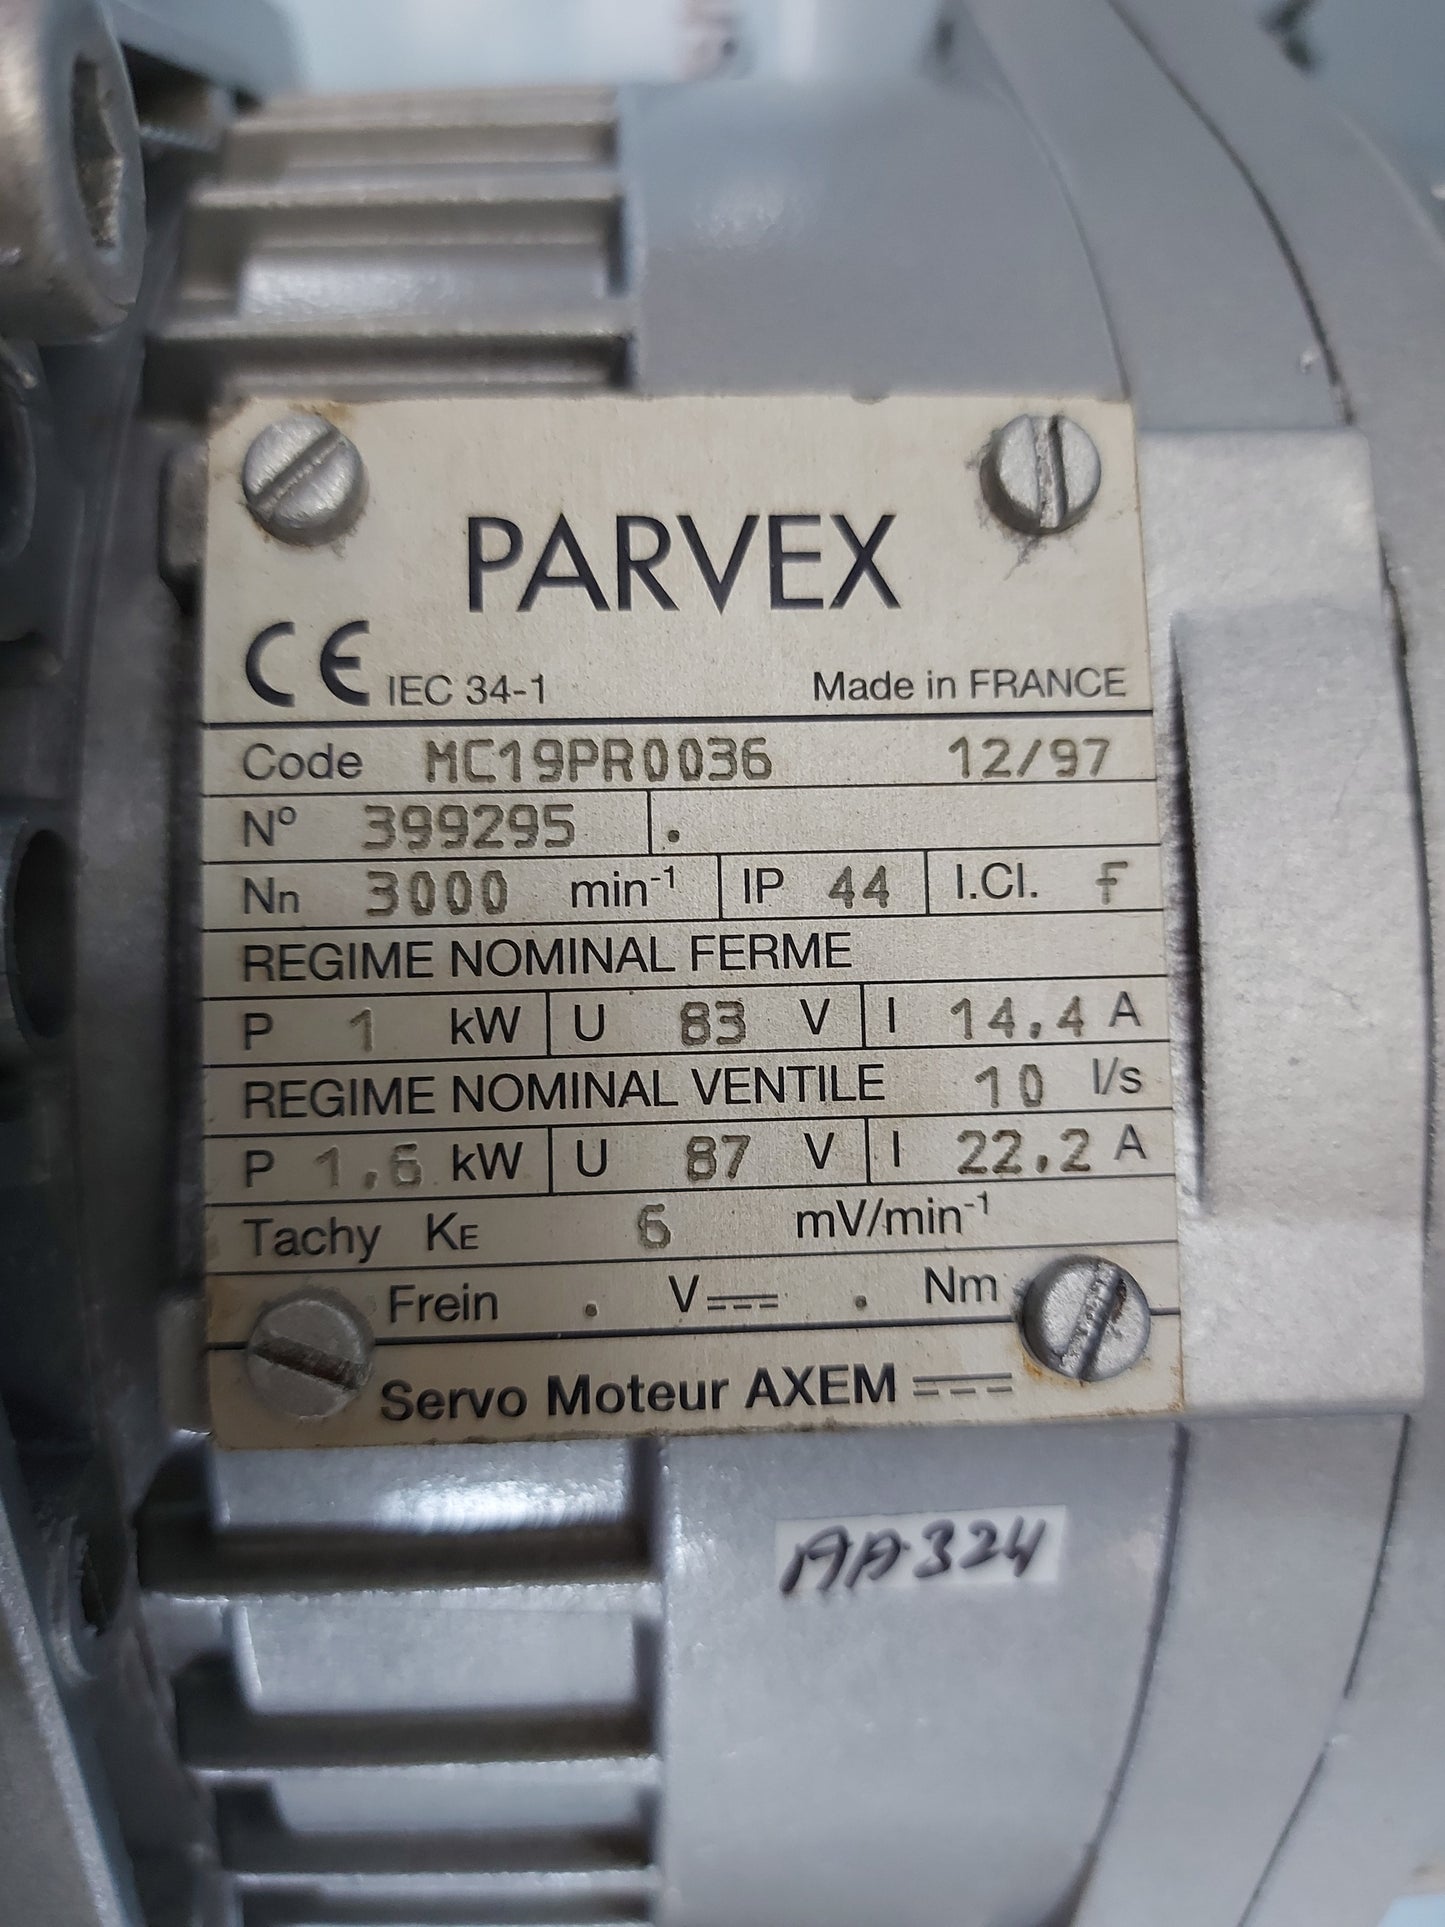 PARVEX
CE IEC 34-1 Made in FRANCE
Code MC19PR0036 12/97
N° 399295 .
Nn 3000 min-1 IP 44 I.Cl. F
REGIME NOMINAL FERME
P 1 kW U 83 V I 14.4 A
REGIME NOMINAL VENTILE 10 l/s
P 1.6 kW U 87 V I 22.2 A
Tachy KE 6 mV/min-1
Frein . V . Nm
Servo Moteur AXEM
AA324